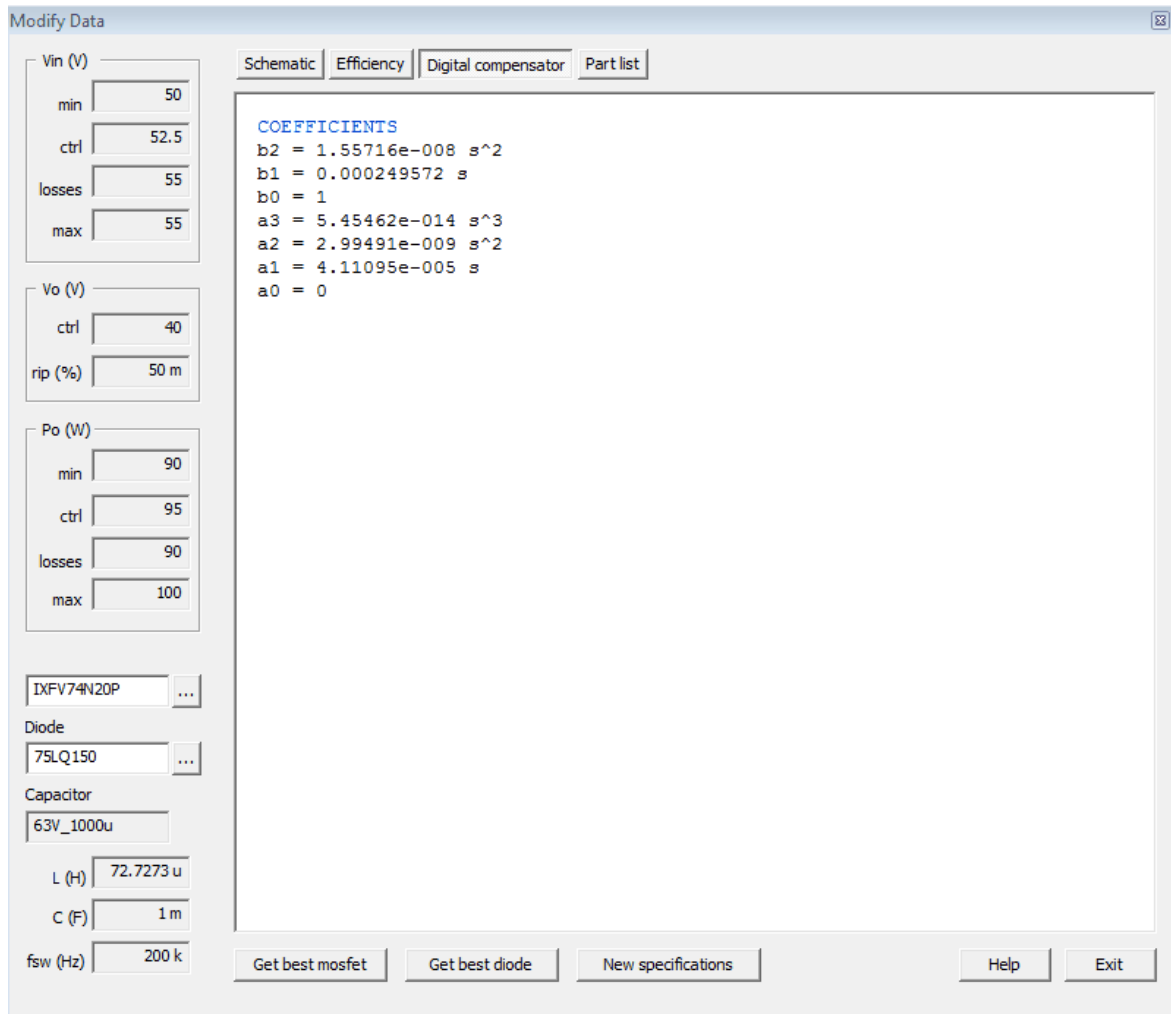 Modify Data
Vin (V)
min 50
ctrl 52.5
losses 55
max 55
Vo (V)
ctrl 40
rip (%) 50 m
Po (W)
min 90
ctrl 95
losses 90
max 100
IXFV74N20P ...
Diode
75LQ150 ...
Capacitor
63V_1000u
L (H) 72.7273 u
C (F) 1 m
fsw (Hz) 200 k
Schematic Efficiency Digital compensator Part list
COEFFICIENTS
b2 = 1.55716e-008 s^2
b1 = 0.000249572 s
b0 = 1
a3 = 5.45462e-014 s^3
a2 = 2.99491e-009 s^2
a1 = 4.11095e-005 s
a0 = 0
Get best mosfet Get best diode New specifications Help Exit